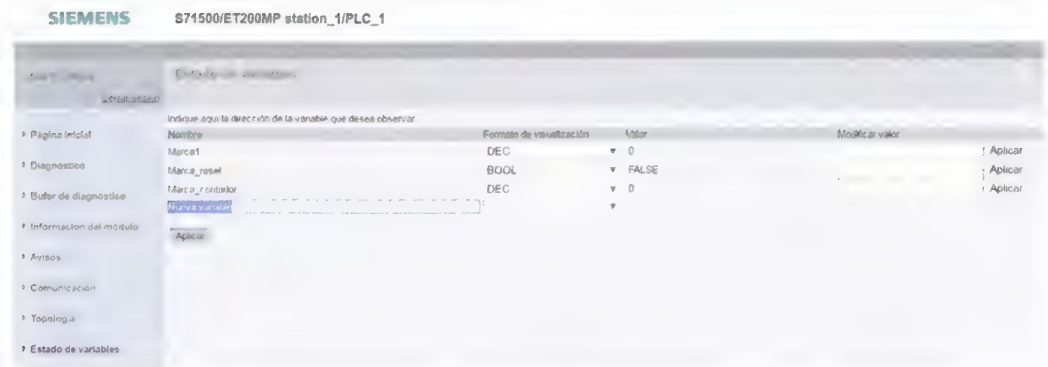 SIEMENS S71500/ET200MP station_1/PLC_1
Estado de variables
Indique aquí la dirección de la variable que desea observar
Nombre Formato de visualización Valor Modificar valor
Marca1 DEC 0 Aplicar
Marca_reset BOOL FALSE Aplicar
Marca_contador DEC 0 Aplicar
Nueva variable
Aplicar
Página inicial
Diagnóstico
Búfer de diagnóstico
Información del módulo
Avisos
Comunicación
Topología
Estado de variables